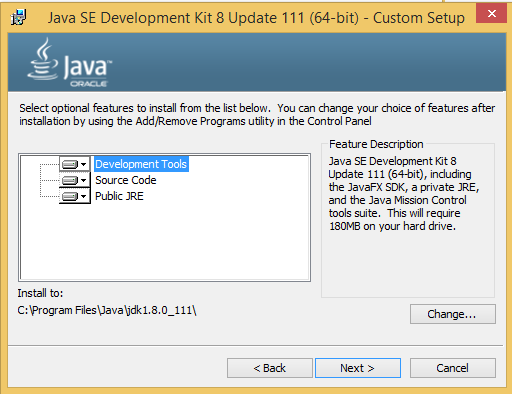 Java SE Development Kit 8 Update 111 (64-bit) - Custom Setup
Java
ORACLE
Select optional features to install from the list below. You can change your choice of features after
installation by using the Add/Remove Programs utility in the Control Panel
Development Tools
Source Code
Public JRE
Feature Description
Java SE Development Kit 8
Update 111 (64-bit), including
the JavaFX SDK, a private JRE,
and the Java Mission Control
tools suite. This will require
180MB on your hard drive.
Install to:
C:\Program Files\Java\jdk1.8.0_111\
Change...
< Back
Next >
Cancel